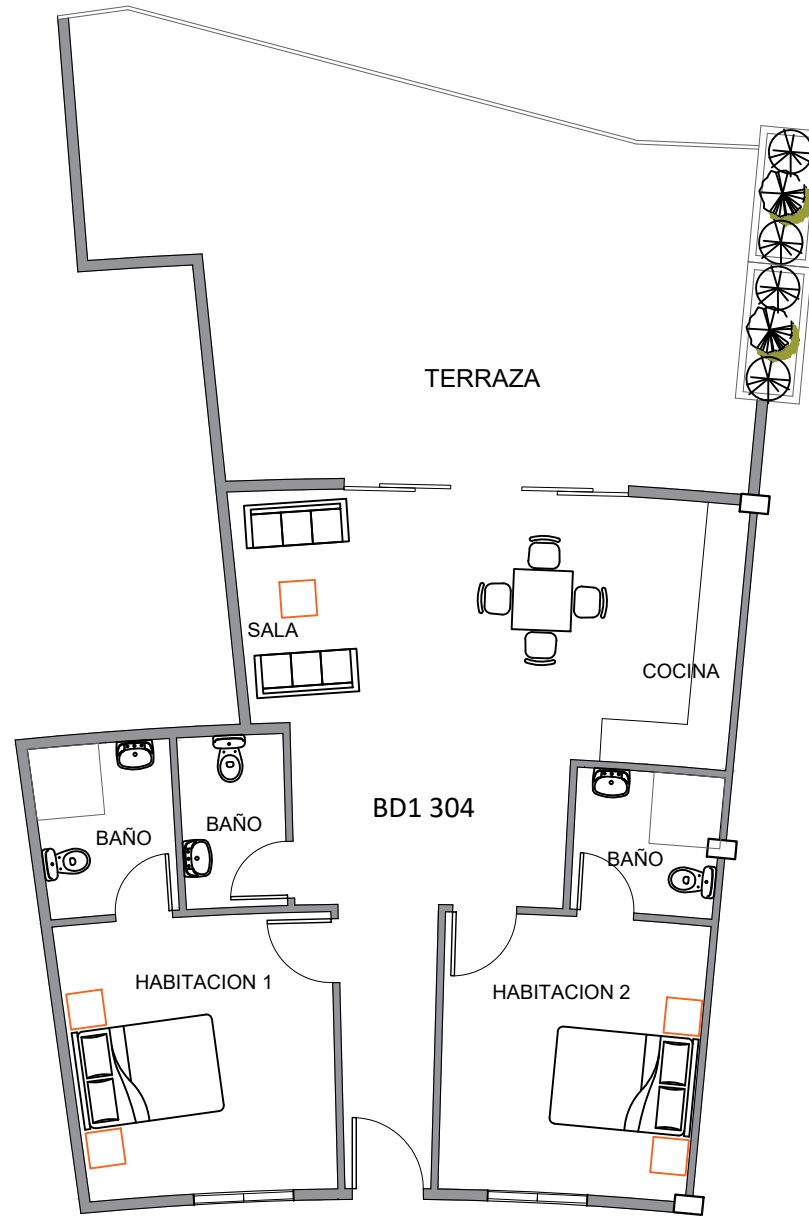 TERRAZA
SALA
COCINA
BD1 304
BAÑO
BAÑO
BAÑO
HABITACION 1
HABITACION 2